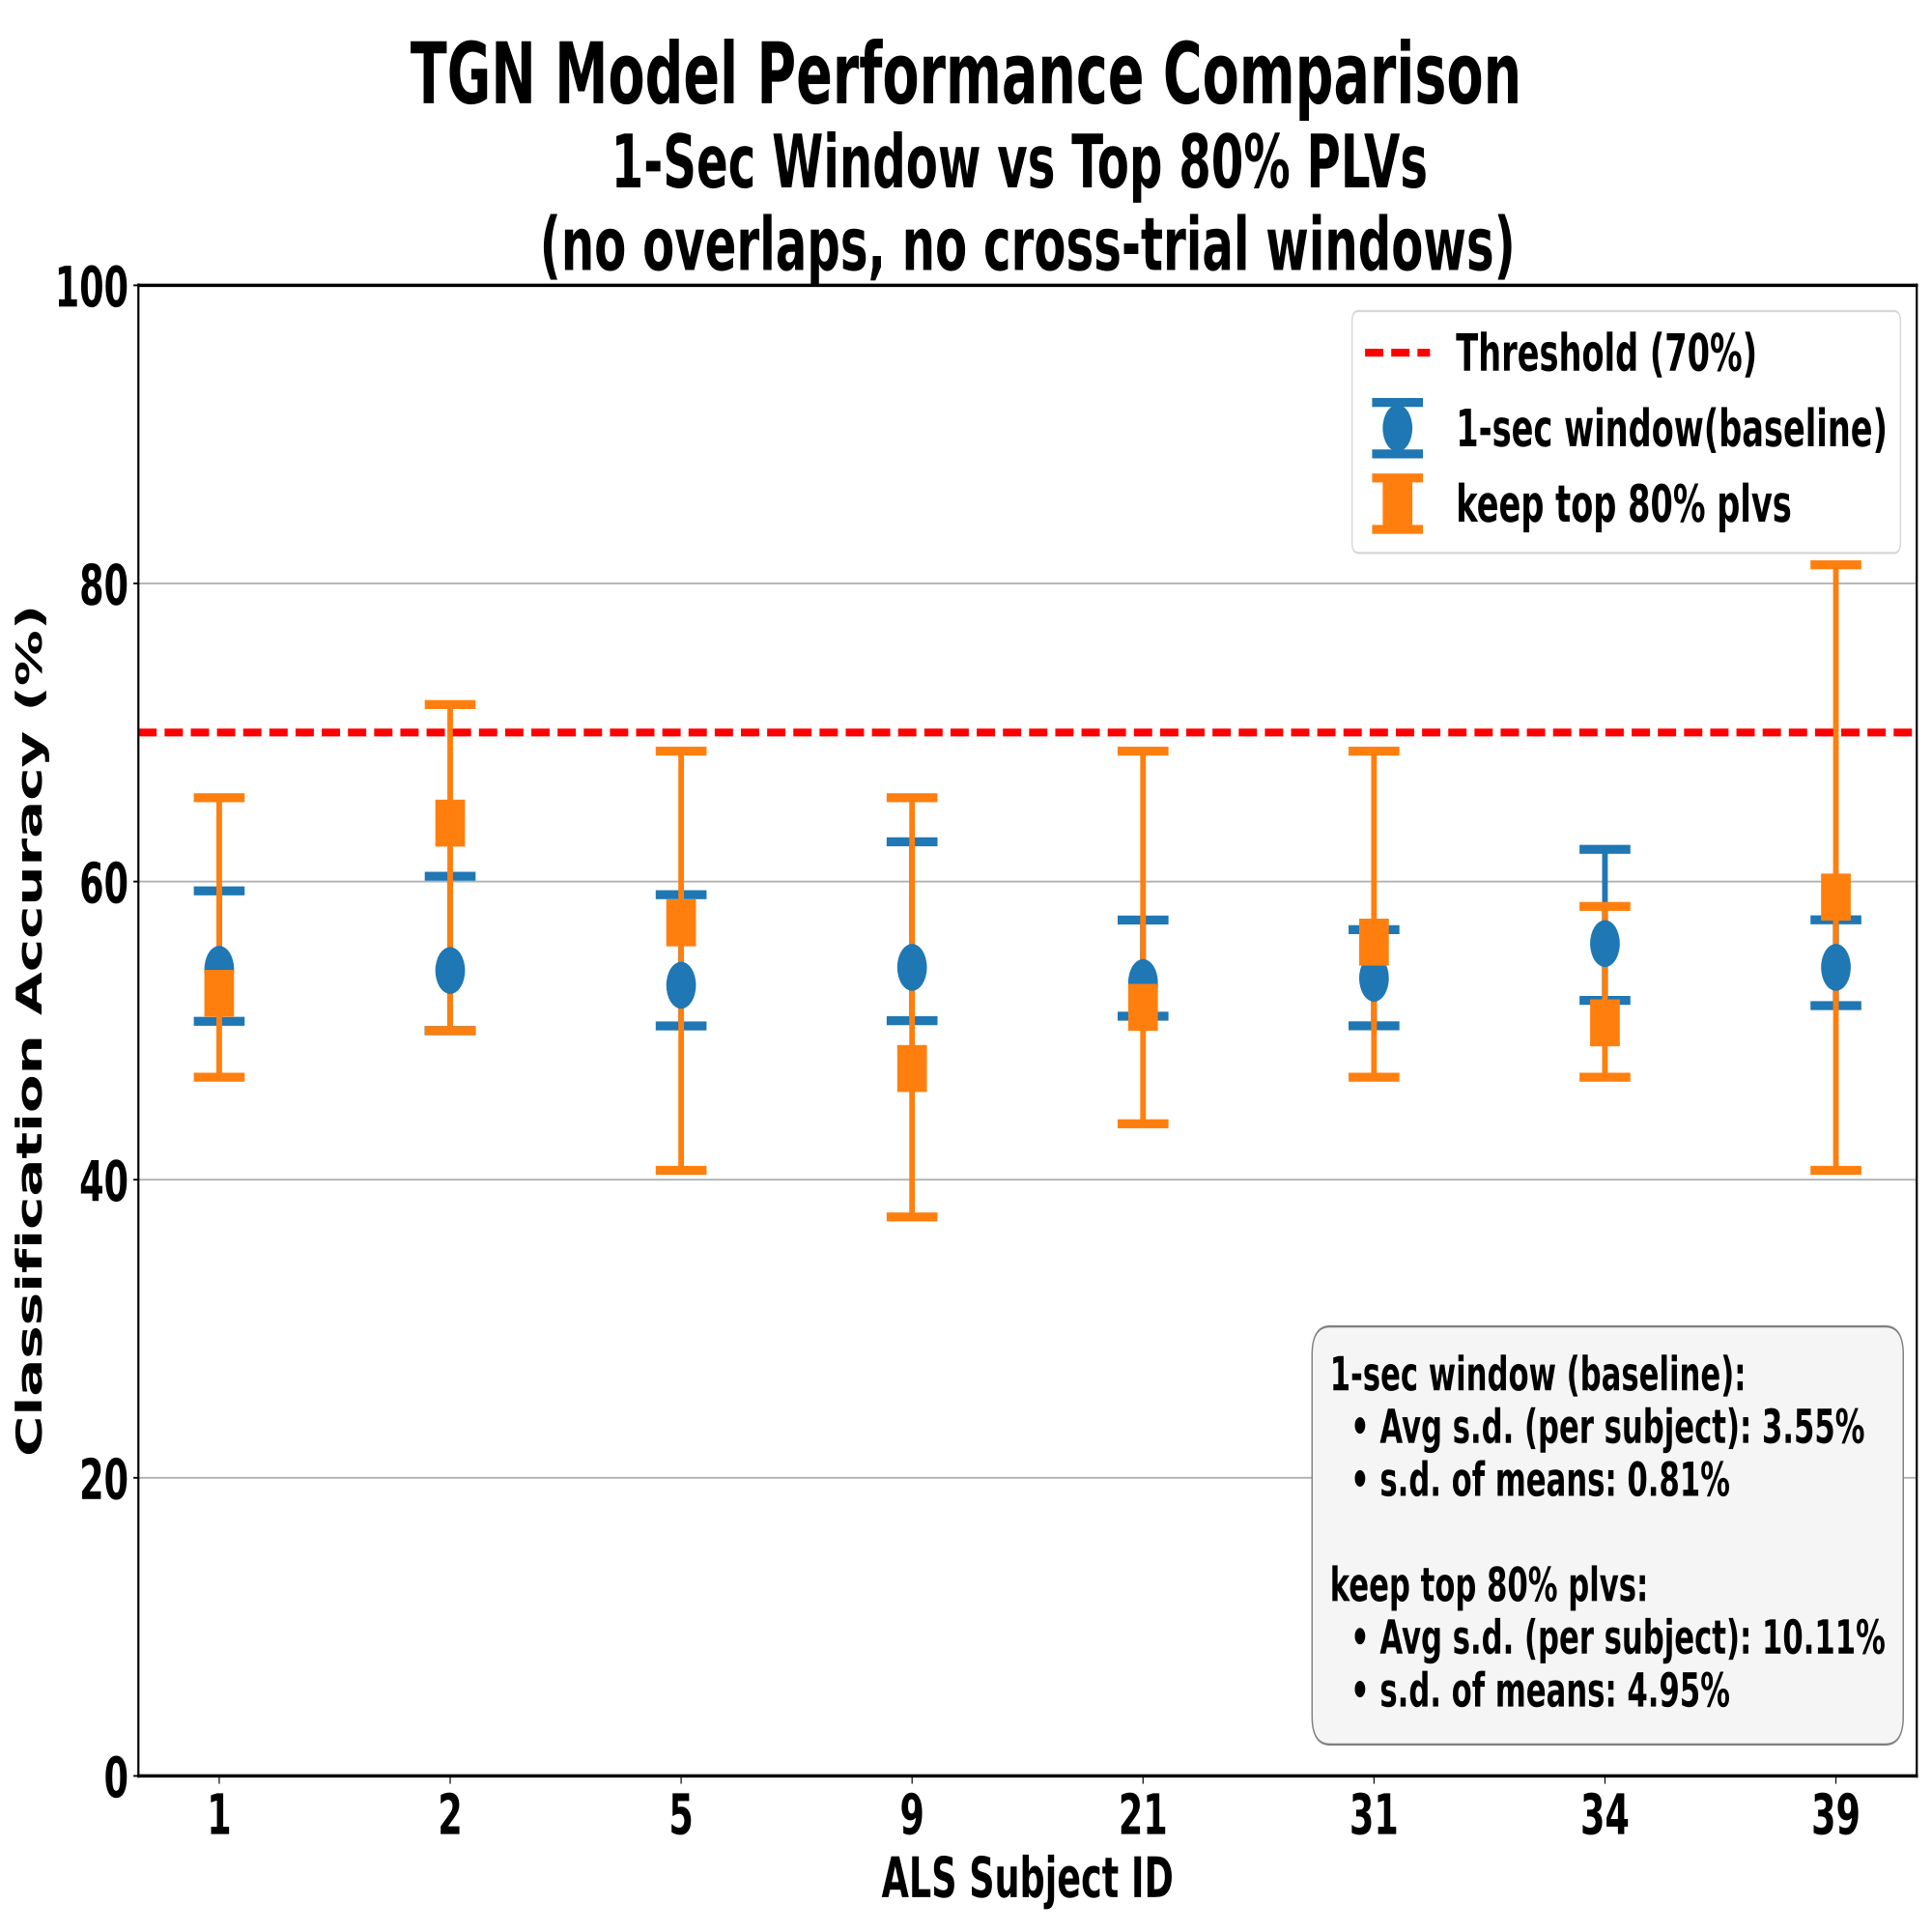 TGN Model Performance Comparison
1-Sec Window vs Top 80% PLVs
(no overlaps, no cross-trial windows)
Classification Accuracy (%)
100
80
60
40
20
0
Threshold (70%)
1-sec window(baseline)
keep top 80% plvs
1-sec window (baseline):
• Avg s.d. (per subject): 3.55%
• s.d. of means: 0.81%
keep top 80% plvs:
• Avg s.d. (per subject): 10.11%
• s.d. of means: 4.95%
1 2 5 9 21 31 34 39
ALS Subject ID